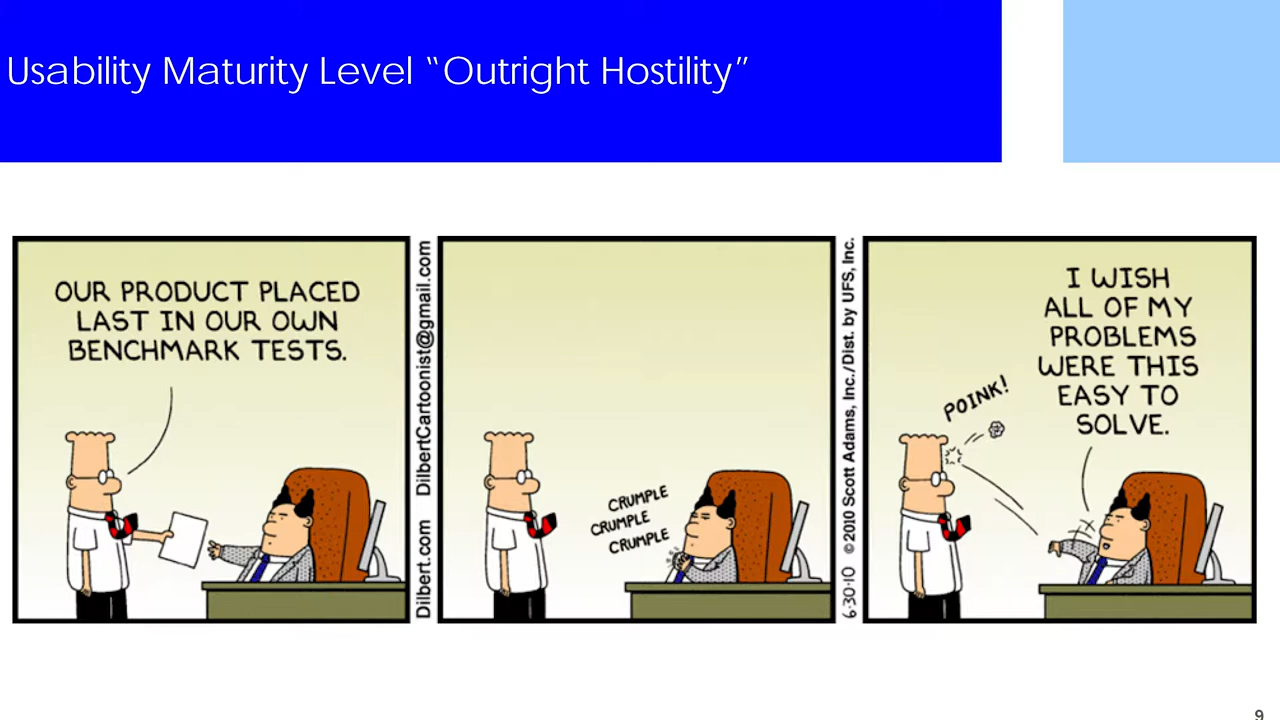 Usability Maturity Level “Outright Hostility”
OUR PRODUCT PLACED
LAST IN OUR OWN
BENCHMARK TESTS.
Dilbert.com DilbertCartoonist@gmail.com
CRUMPLE
CRUMPLE
CRUMPLE
6-30-10 ©2010 Scott Adams, Inc./Dist. by UFS, Inc.
POINK!
I WISH
ALL OF MY
PROBLEMS
WERE THIS
EASY TO
SOLVE.
9